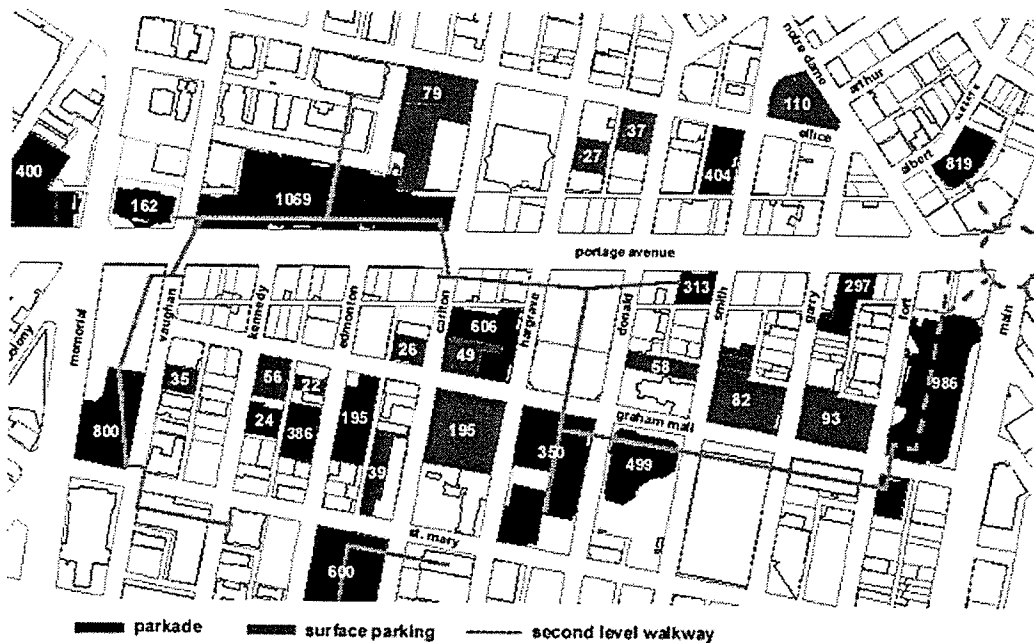 notre dame
79
arthur
110
37
ellice
albert
27
400
404
819
162
1069
portage avenue
313
297
memorial
vaughan
kennedy
edmonton
carlton
hargrave
donald
smith
garry
fort
main
colony
606
26
49
35
56
22
68
986
82
24
195
graham mall
93
800
386
195
350
499
39
st. mary
600
parkade surface parking second level walkway